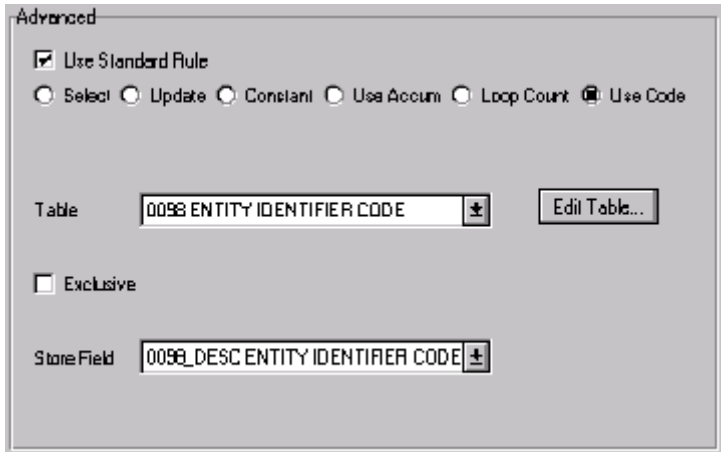 Advanced
Use Standard Rule
Select Update Constant Use Accum Loop Count Use Code
Table 0098 ENTITY IDENTIFIER CODE Edit Table...
Exclusive
Store Field 0098_DESC ENTITY IDENTIFIER CODE